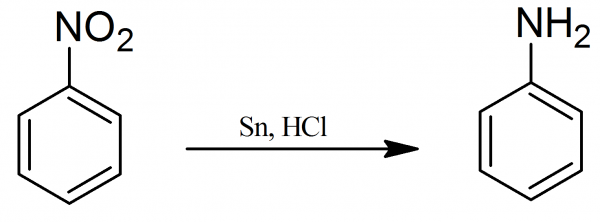 NO₂
Sn, HCl
NH₂